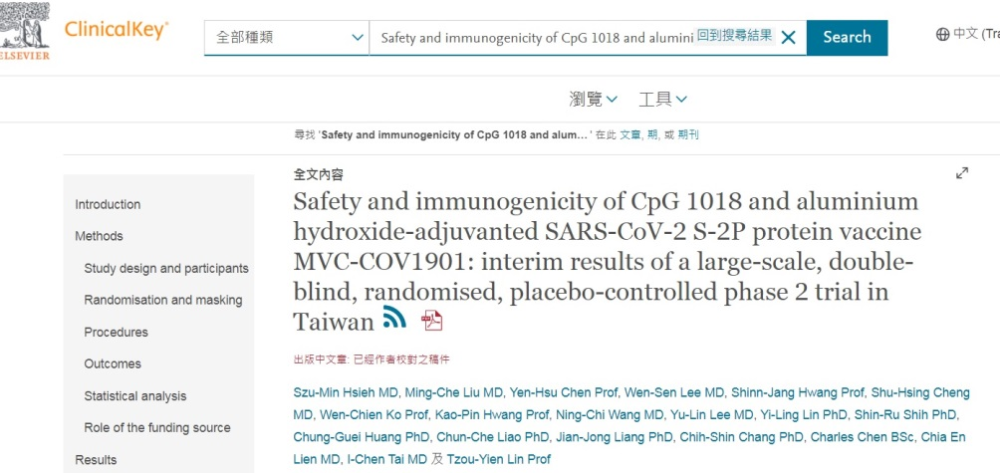 ELSEVIER
ClinicalKey®
全部種類
Safety and immunogenicity of CpG 1018 and alumini 回到搜尋結果
Search
中文 (Tra
瀏覽 工具
尋找 'Safety and immunogenicity of CpG 1018 and alum... ' 在此 文章, 期, 或 期刊
Introduction
Methods
Study design and participants
Randomisation and masking
Procedures
Outcomes
Statistical analysis
Role of the funding source
Results
全文內容
Safety and immunogenicity of CpG 1018 and aluminium
hydroxide-adjuvanted SARS-CoV-2 S-2P protein vaccine
MVC-COV1901: interim results of a large-scale, double-
blind, randomised, placebo-controlled phase 2 trial in
Taiwan
出版中文章: 已經作者校對之稿件
Szu-Min Hsieh MD, Ming-Che Liu MD, Yen-Hsu Chen Prof, Wen-Sen Lee MD, Shinn-Jang Hwang Prof, Shu-Hsing Cheng
MD, Wen-Chien Ko Prof, Kao-Pin Hwang Prof, Ning-Chi Wang MD, Yu-Lin Lee MD, Yi-Ling Lin PhD, Shin-Ru Shih PhD,
Chung-Guei Huang PhD, Chun-Che Liao PhD, Jian-Jong Liang PhD, Chih-Shin Chang PhD, Charles Chen BSc, Chia En
Lien MD, I-Chen Tai MD 及 Tzou-Yien Lin Prof